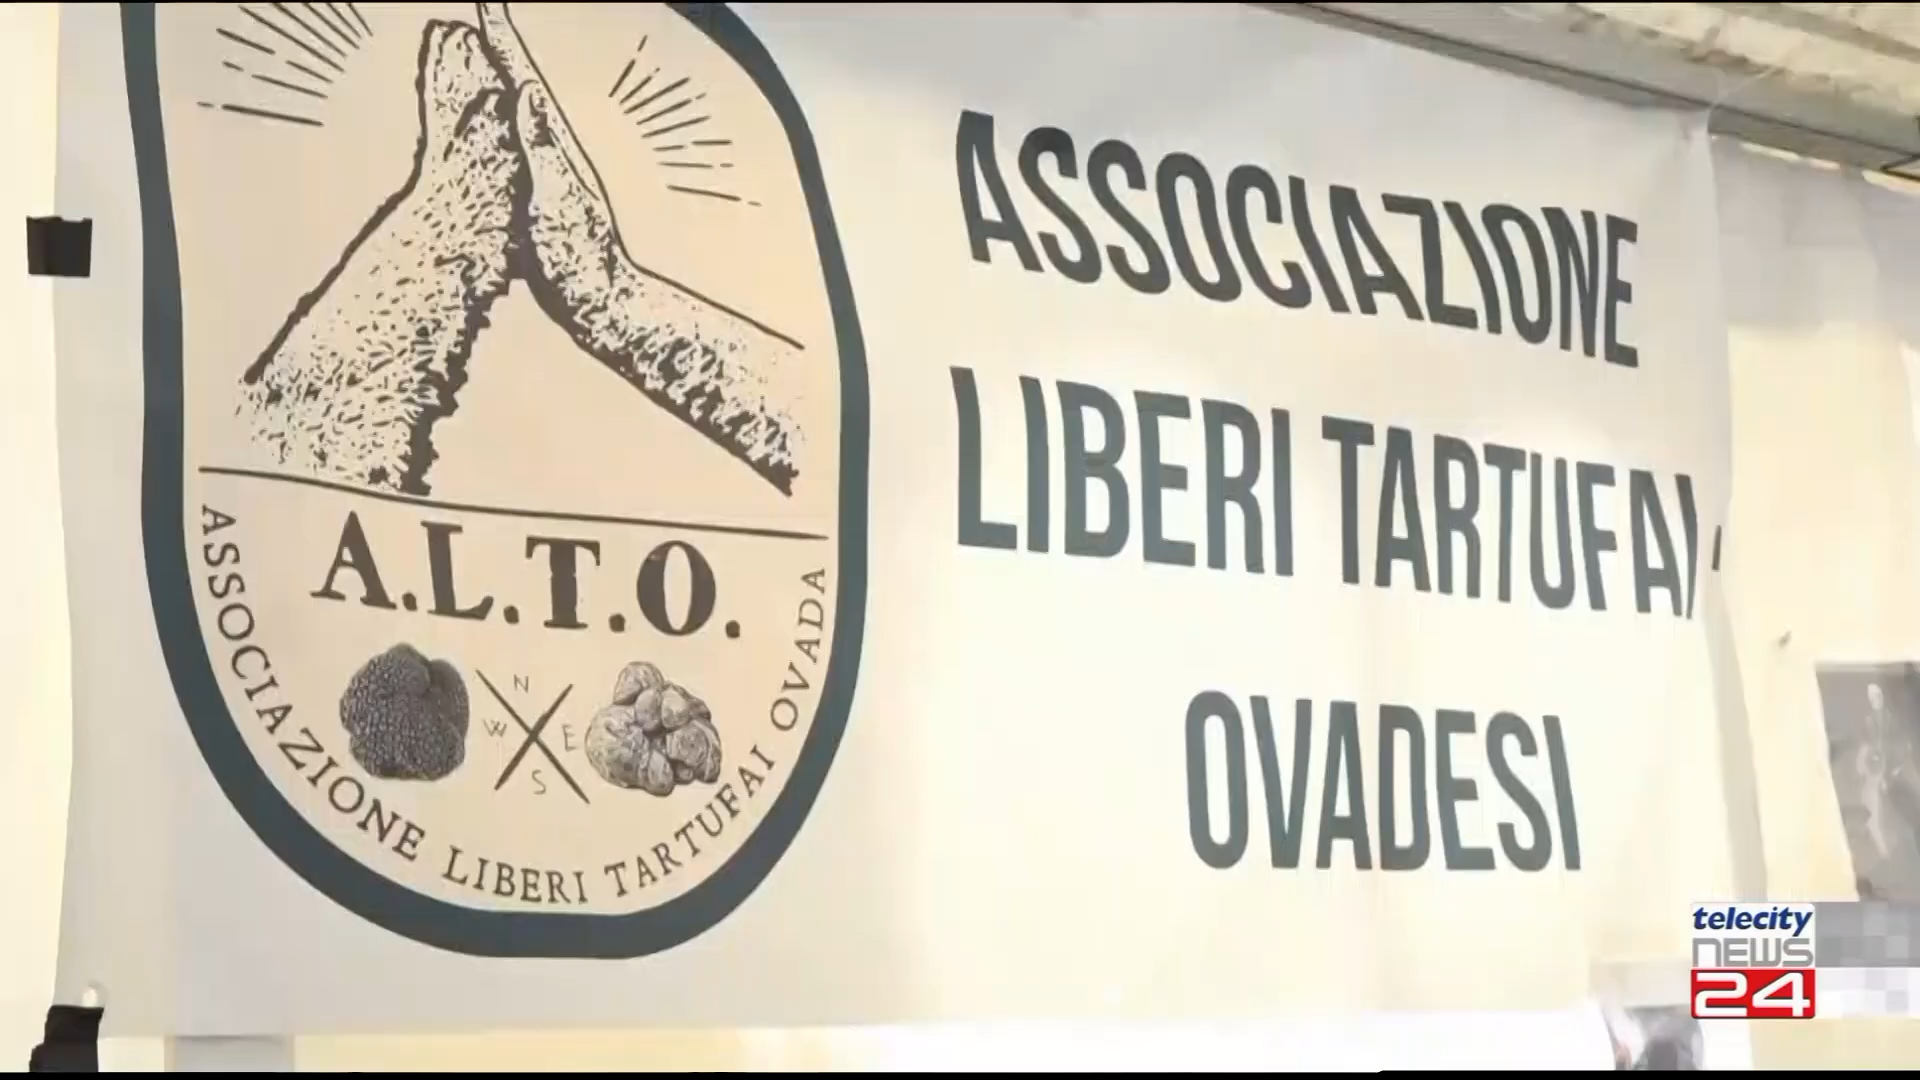 ASSOCIAZIONE
LIBERI TARTUFAI
OVADESI
A.L.T.O.
N
W E
S
ASSOCIAZIONE LIBERI TARTUFAI OVADA
telecity
NEWS
24